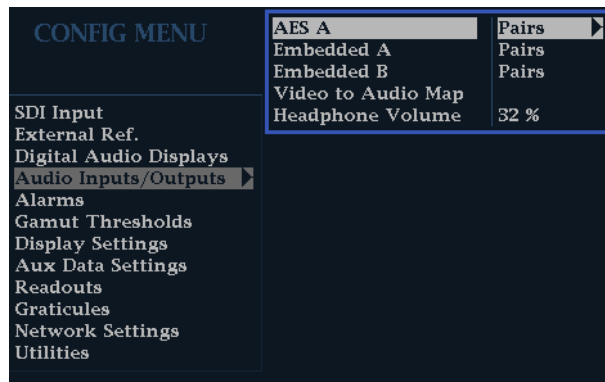 CONFIG MENU
SDI Input
External Ref.
Digital Audio Displays
Audio Inputs/Outputs
Alarms
Gamut Thresholds
Display Settings
Aux Data Settings
Readouts
Graticules
Network Settings
Utilities
AES A Pairs
Embedded A Pairs
Embedded B Pairs
Video to Audio Map
Headphone Volume 32 %